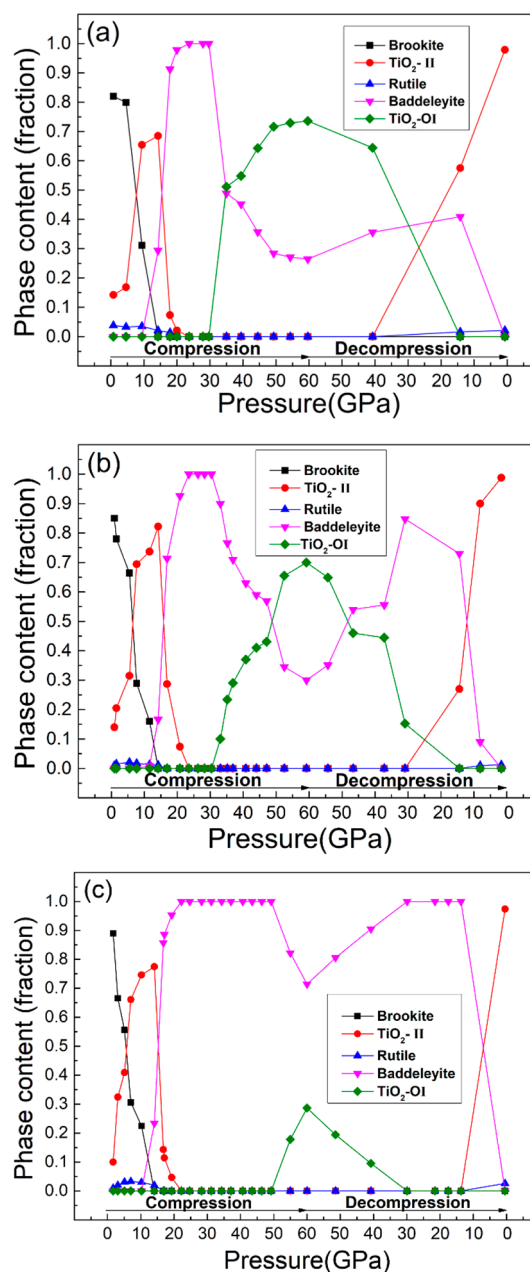 (a)
Brookite
TiO₂- II
Rutile
Baddeleyite
TiO₂-OI
Phase content (fraction)
1.0
0.9
0.8
0.7
0.6
0.5
0.4
0.3
0.2
0.1
0.0
Compression Decompression
0 10 20 30 40 50 60 50 40 30 20 10 0
Pressure(GPa)
(b)
Brookite
TiO₂- II
Rutile
Baddeleyite
TiO₂-OI
Phase content (fraction)
1.0
0.9
0.8
0.7
0.6
0.5
0.4
0.3
0.2
0.1
0.0
Compression Decompression
0 10 20 30 40 50 60 50 40 30 20 10 0
Pressure(GPa)
(c)
Brookite
TiO₂- II
Rutile
Baddeleyite
TiO₂-OI
Phase content (fraction)
1.0
0.9
0.8
0.7
0.6
0.5
0.4
0.3
0.2
0.1
0.0
Compression Decompression
0 10 20 30 40 50 60 50 40 30 20 10 0
Pressure(GPa)